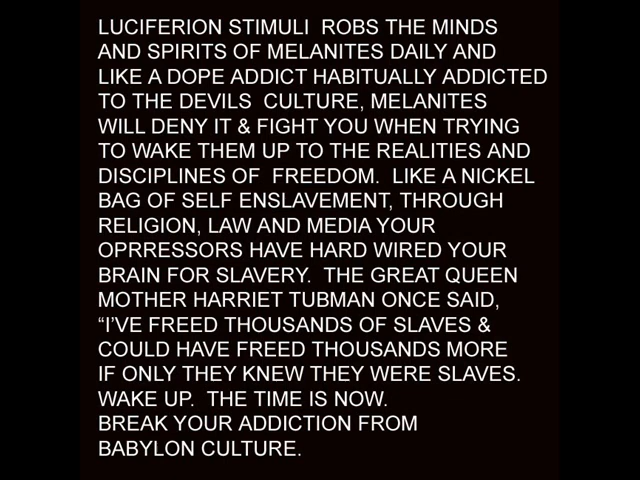 LUCIFERION STIMULI  ROBS THE MINDS
AND SPIRITS OF MELANITES DAILY AND
LIKE A DOPE ADDICT HABITUALLY ADDICTED
TO THE DEVILS  CULTURE, MELANITES
WILL DENY IT & FIGHT YOU WHEN TRYING
TO WAKE THEM UP TO THE REALITIES AND
DISCIPLINES OF  FREEDOM.  LIKE A NICKEL
BAG OF SELF ENSLAVEMENT, THROUGH
RELIGION, LAW AND MEDIA YOUR
OPRRESSORS HAVE HARD WIRED YOUR
BRAIN FOR SLAVERY.  THE GREAT QUEEN
MOTHER HARRIET TUBMAN ONCE SAID,
“I’VE FREED THOUSANDS OF SLAVES &
COULD HAVE FREED THOUSANDS MORE
IF ONLY THEY KNEW THEY WERE SLAVES.
WAKE UP.  THE TIME IS NOW.
BREAK YOUR ADDICTION FROM
BABYLON CULTURE.